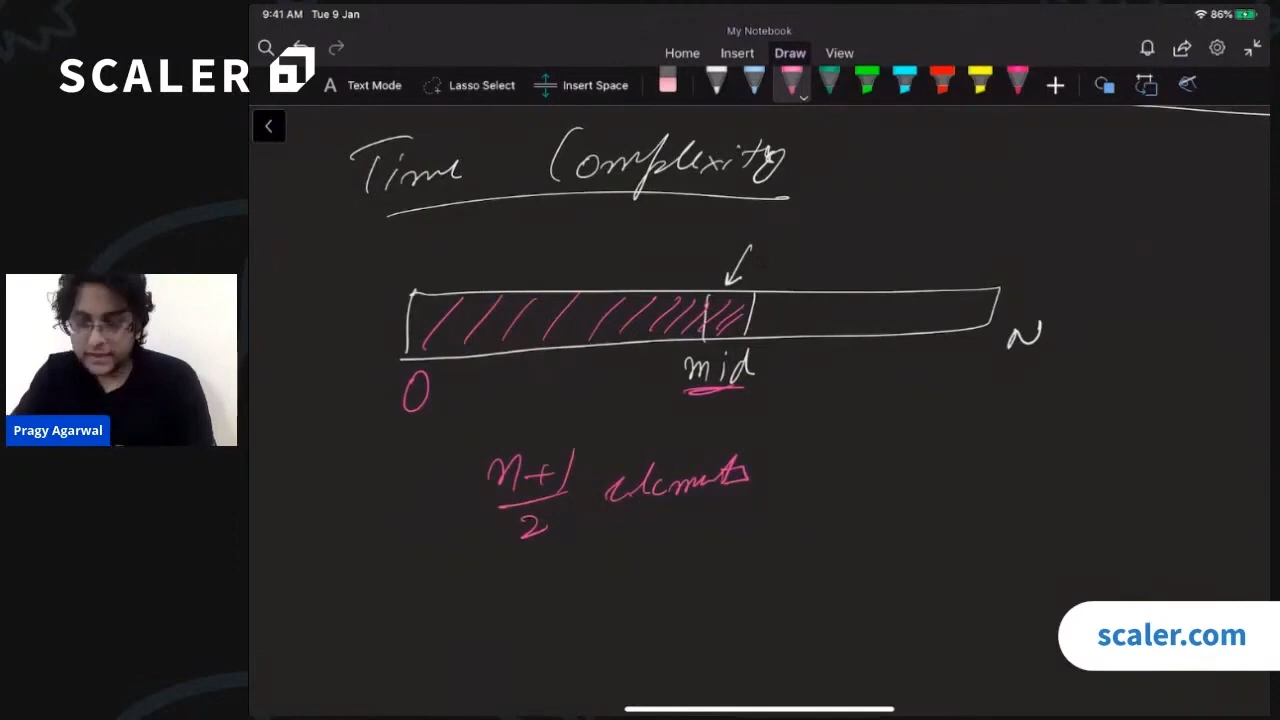 9:41 AM Tue 9 Jan
86%
My Notebook
SCALER
Home Insert Draw View
A Text Mode Lasso Select Insert Space
Time Complexity
N
mid
0
Pragy Agarwal
n+1
2
elements
scaler.com